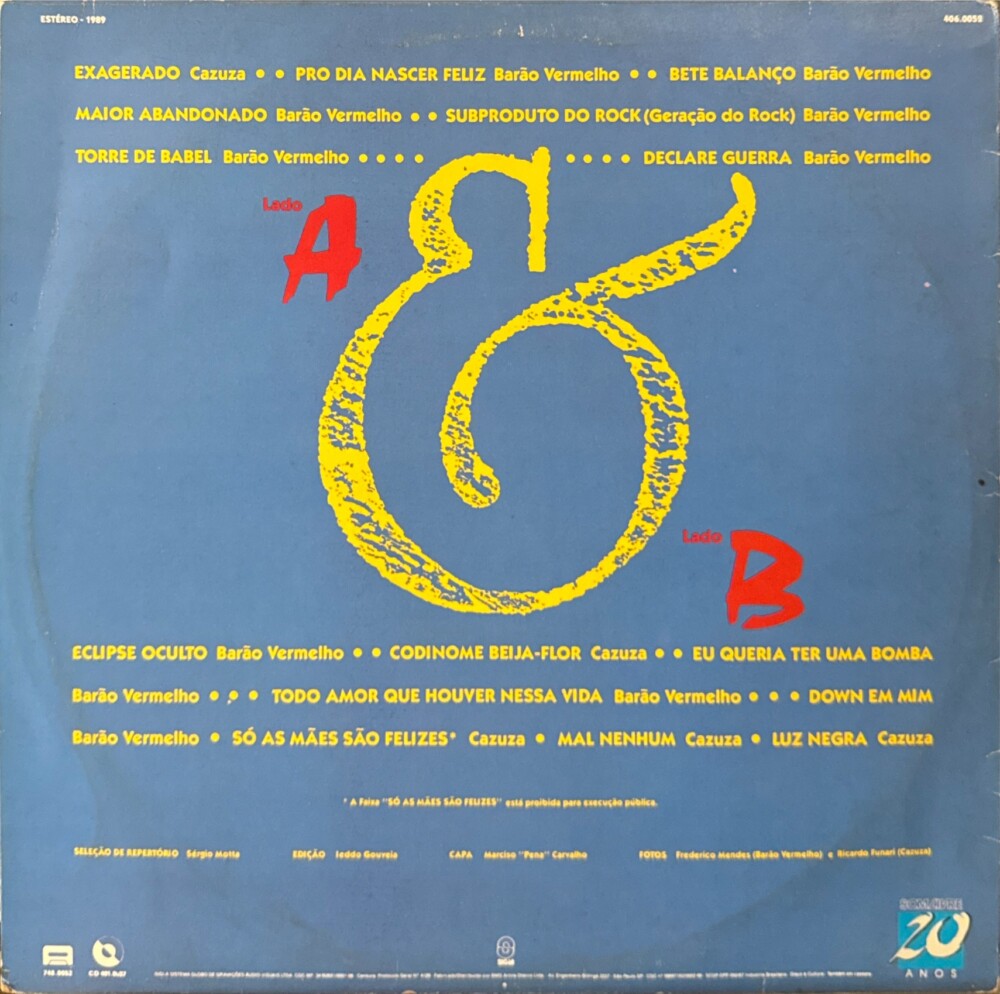 ESTÉREO - 1989
406.0058
EXAGERADO Cazuza • • PRO DIA NASCER FELIZ Barão Vermelho • • BETE BALANÇO Barão Vermelho
MAIOR ABANDONADO Barão Vermelho • • SUBPRODUTO DO ROCK (Geração do Rock) Barão Vermelho
TORRE DE BABEL Barão Vermelho • • • • • • • • DECLARE GUERRA Barão Vermelho
Lado A
&
Lado B
ECLIPSE OCULTO Barão Vermelho • • CODINOME BEIJA-FLOR Cazuza • • EU QUERIA TER UMA BOMBA
Barão Vermelho • • • TODO AMOR QUE HOUVER NESSA VIDA Barão Vermelho • • • DOWN EM MIM
Barão Vermelho • SÓ AS MÃES SÃO FELIZES* Cazuza • MAL NENHUM Cazuza • LUZ NEGRA Cazuza
* A Faixa "SÓ AS MÃES SÃO FELIZES" está proibida para execução pública.
SELEÇÃO DE REPERTÓRIO Sérgio Motta EDIÇÃO Ieddo Gouveia CAPA Marciso "Pena" Carvalho FOTOS Frederico Mendes (Barão Vermelho) e Ricardo Funari (Cazuza)
SOM LIVRE
20
ANOS